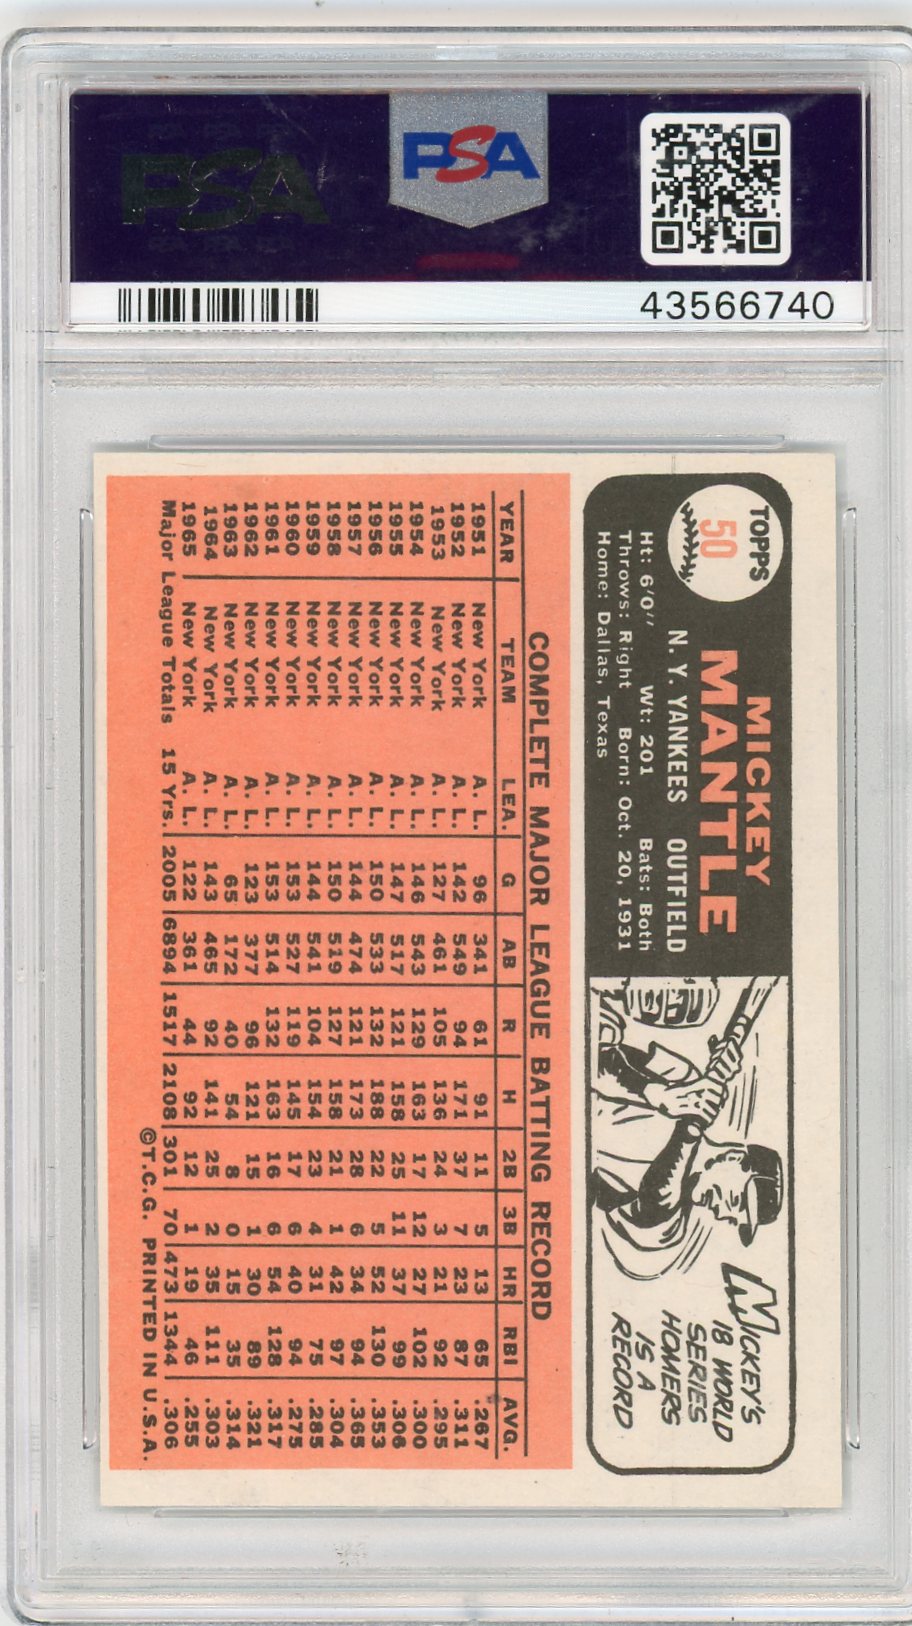 PSA
PSA
43566740
TOPPS
50
MICKEY
MANTLE
N. Y. YANKEES OUTFIELD
Ht: 6'0" Wt: 201 Bats: Both
Throws: Right Born: Oct. 20, 1931
Home: Dallas, Texas
MICKEY'S
18 WORLD
SERIES
HOMERS
IS A
RECORD
COMPLETE MAJOR LEAGUE BATTING RECORD
YEAR TEAM LEA. G AB R H 2B 3B HR RBI AVG.
1951 New York A. L. 96 341 61 91 11 5 13 65 .267
1952 New York A. L. 142 549 94 171 37 7 23 87 .311
1953 New York A. L. 127 461 105 136 24 3 21 92 .295
1954 New York A. L. 146 543 129 163 17 12 27 102 .300
1955 New York A. L. 147 517 121 158 25 11 37 99 .306
1956 New York A. L. 150 533 132 188 22 5 52 130 .353
1957 New York A. L. 144 474 121 173 28 6 34 94 .365
1958 New York A. L. 150 519 127 158 21 1 42 97 .304
1959 New York A. L. 144 541 104 154 23 4 31 75 .285
1960 New York A. L. 153 527 119 145 17 6 40 94 .275
1961 New York A. L. 153 514 132 163 16 6 54 128 .317
1962 New York A. L. 123 377 96 121 15 1 30 89 .321
1963 New York A. L. 65 172 40 54 8 0 15 35 .314
1964 New York A. L. 143 465 92 141 25 2 35 111 .303
1965 New York A. L. 122 361 44 92 12 1 19 46 .255
Major League Totals 15 Yrs. 2005 6894 1517 2108 301 70 473 1344 .306
©T.C.G. PRINTED IN U.S.A.